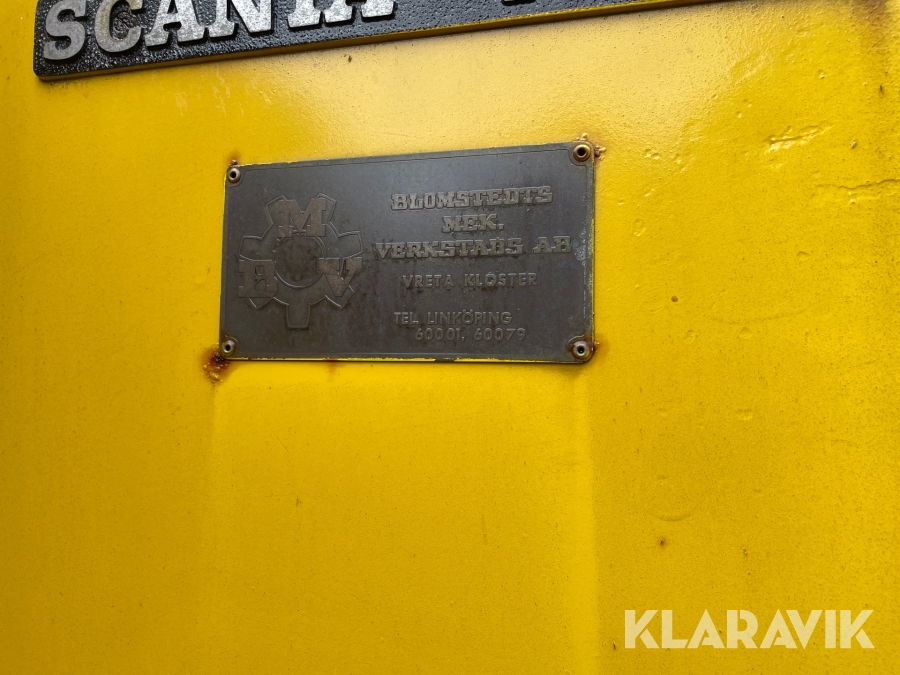 SCANIA
M
B V
BLOMSTEDTS
MEK.
VERKSTADS AB
VRETA KLOSTER
TEL LINKÖPING
60001, 60079
KLARAVIK